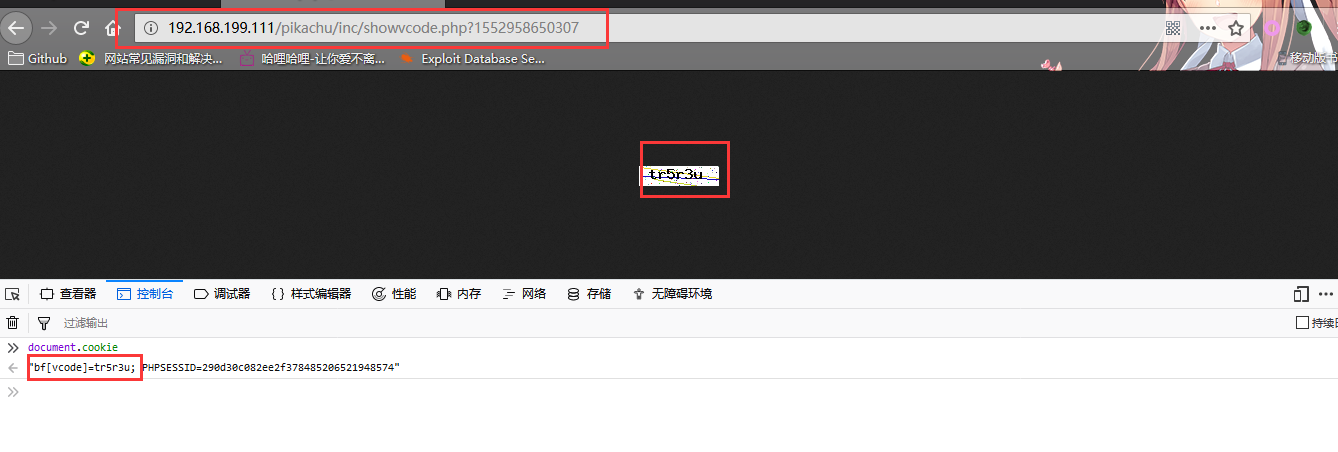 192.168.199.111/pikachu/inc/showvcode.php?1552958650307
Github 网站常见漏洞和解决... 哈哩哈哩-让你爱不离... Exploit Database Se... 移动版书
tr5r3u
查看器 控制台 调试器 {} 样式编辑器 性能 内存 网络 存储 无障碍环境
过滤输出 持续日
document.cookie
"bf[vcode]=tr5r3u; PHPSESSID=290d30c082ee2f378485206521948574"